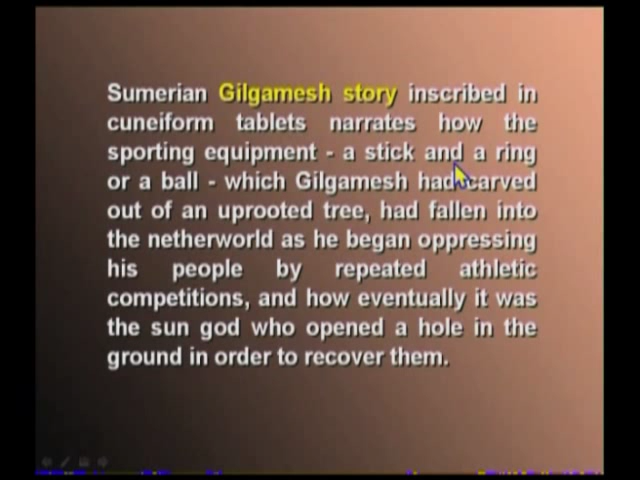 Sumerian Gilgamesh story inscribed in
cuneiform tablets narrates how the
sporting equipment - a stick and a ring
or a ball - which Gilgamesh had carved
out of an uprooted tree, had fallen into
the netherworld as he began oppressing
his people by repeated athletic
competitions, and how eventually it was
the sun god who opened a hole in the
ground in order to recover them.